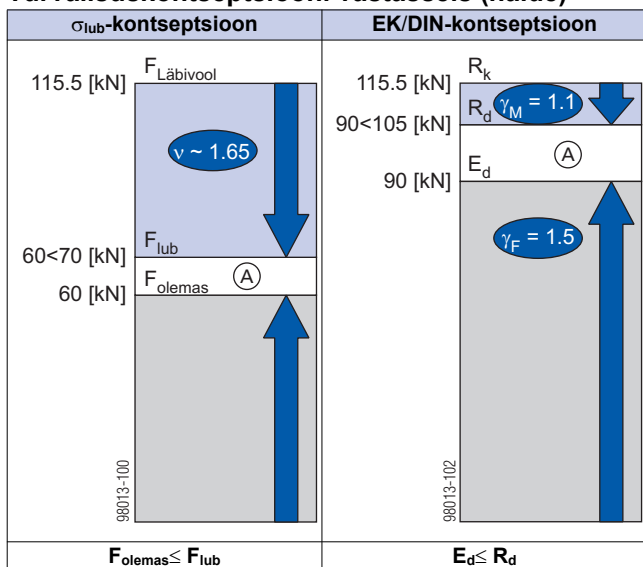 σlub-kontseptsioon
EK/DIN-kontseptsioon
115.5 [kN]
F Läbivool
ν ~ 1.65
60<70 [kN]
Flub
60 [kN]
Folemas
A
98013-100
115.5 [kN]
Rk
Rd
γM = 1.1
90<105 [kN]
A
90 [kN]
Ed
γF = 1.5
98013-102
Folemas≤ Flub
Ed≤ Rd